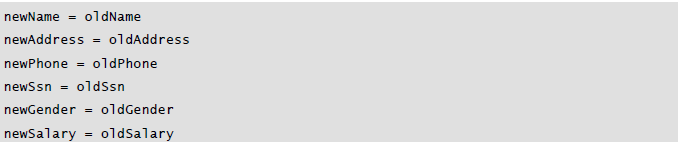 newName = oldName
newAddress = oldAddress
newPhone = oldPhone
newSsn = oldSsn
newGender = oldGender
newSalary = oldSalary